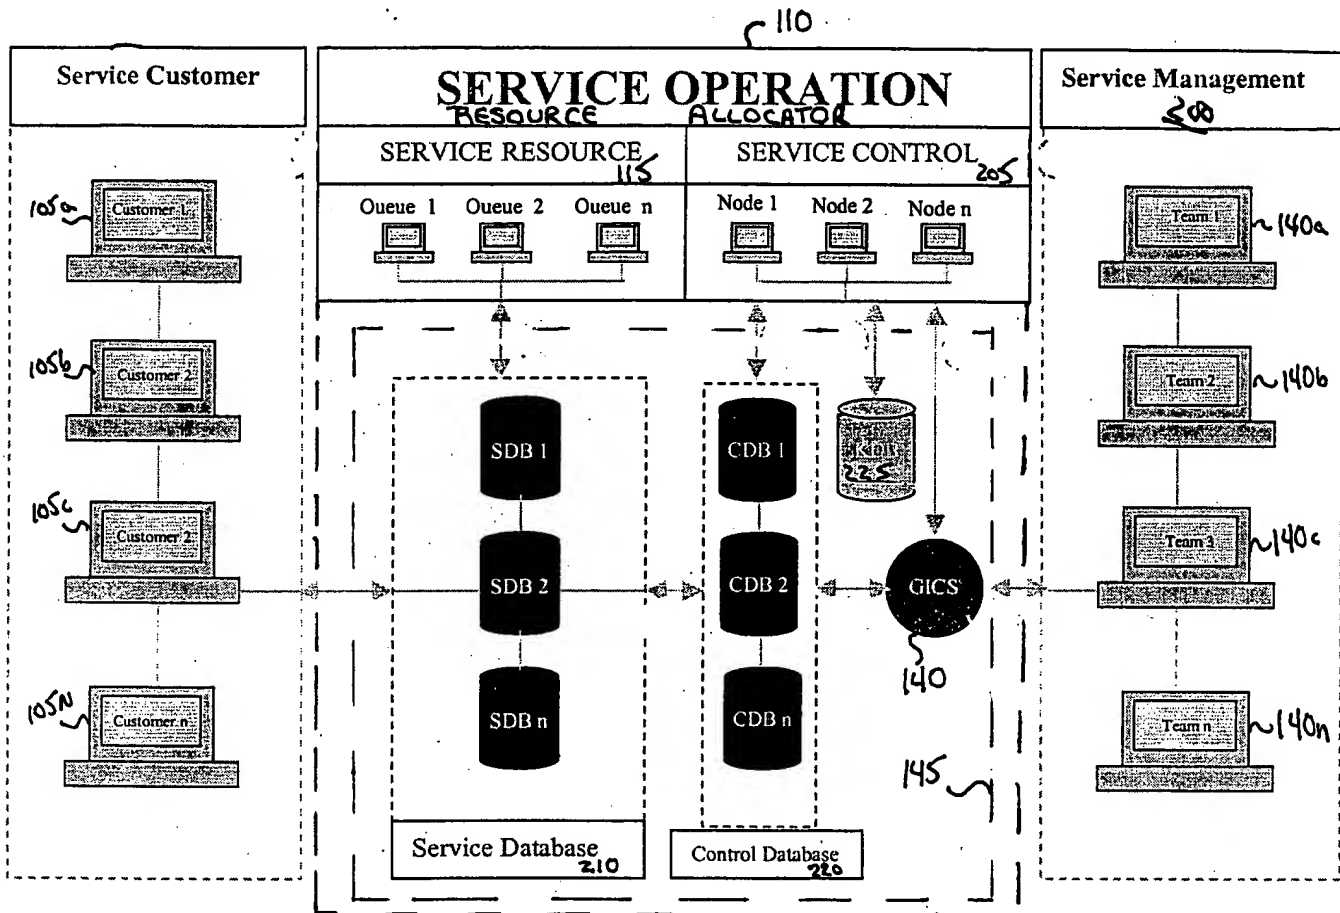 110
Service Customer
SERVICE OPERATION
RESOURCE ALLOCATOR
Service Management
200
SERVICE RESOURCE
115
SERVICE CONTROL
205
Queue 1
Queue 2
Queue n
Node 1
Node 2
Node n
105a
Customer 1
105b
Customer 2
105c
Customer 2
105N
Customer n
SDB 1
SDB 2
SDB n
CDB 1
CDB 2
CDB n
225
GICS
140
145
Service Database
210
Control Database
220
Team 1
140a
Team 2
140b
Team 3
140c
Team n
140n